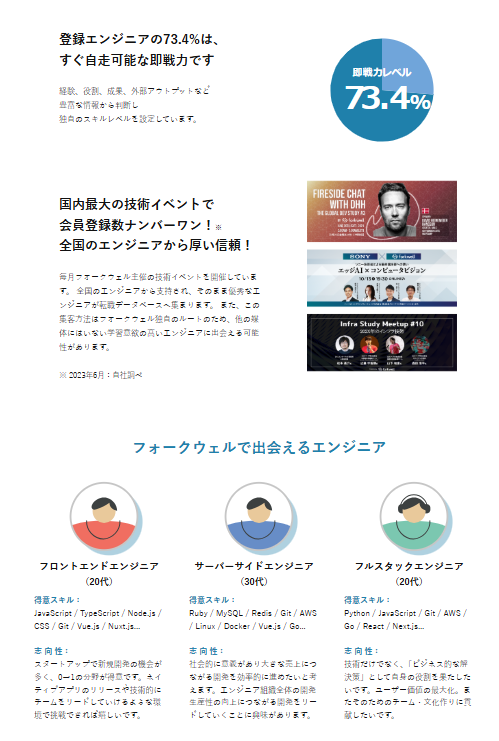 登録エンジニアの73.4%は、
すぐ自走可能な即戦力です
経験、役割、成果、外部アウトプットなど
豊富な情報から判断し
独自のスキルレベルを設定しています。
即戦力レベル
73.4%
国内最大の技術イベントで
会員登録数ナンバーワン！※
全国のエンジニアから厚い信頼！
毎月フォークウェル主催の技術イベントを開催していま
す。 全国のエンジニアから支持され、そのまま優秀なエ
ンジニアが転職データベースへ集まります。 また、この
集客方法はフォークウェル独自のルートのため、他の媒
体にはいない学習意欲の高いエンジニアに出会える可能
性があります。
※ 2023年6月：自社調べ
FIRESIDE CHAT
WITH DHH
THE GLOBAL DEV STUDY #3
SONY
エッジAI × コンピュータビジョン
Infra Study Meetup #10
フォークウェルで出会えるエンジニア
フロントエンドエンジニア
（20代）
得意スキル：
JavaScript / TypeScript / Node.js /
CSS / Git / Vue.js / Nuxt.js...
志向性：
スタートアップで新規開発の機会が
多く、0→1の分野が得意です。ネイ
ティブアプリのリリースや技術的に
チームをリードしていけるような環
境で挑戦できれば嬉しいです。
サーバーサイドエンジニア
（30代）
得意スキル：
Ruby / MySQL / Redis / Git / AWS
/ Linux / Docker / Vue.js / Go...
志向性：
社会的に意義があり大きな売上につ
ながる開発を効率的に進めたいと考
えます。エンジニア組織全体の開発
生産性の向上につながる開発をリー
ドしていくことに興味があります。
フルスタックエンジニア
（20代）
得意スキル：
Python / JavaScript / Git / AWS /
Go / React / Next.js...
志向性：
技術だけでなく、「ビジネス的な解
決策」として自身の役割を果たした
いです。ユーザー価値の最大化。ま
たそのためのチーム・文化作りに貢
献したいです。